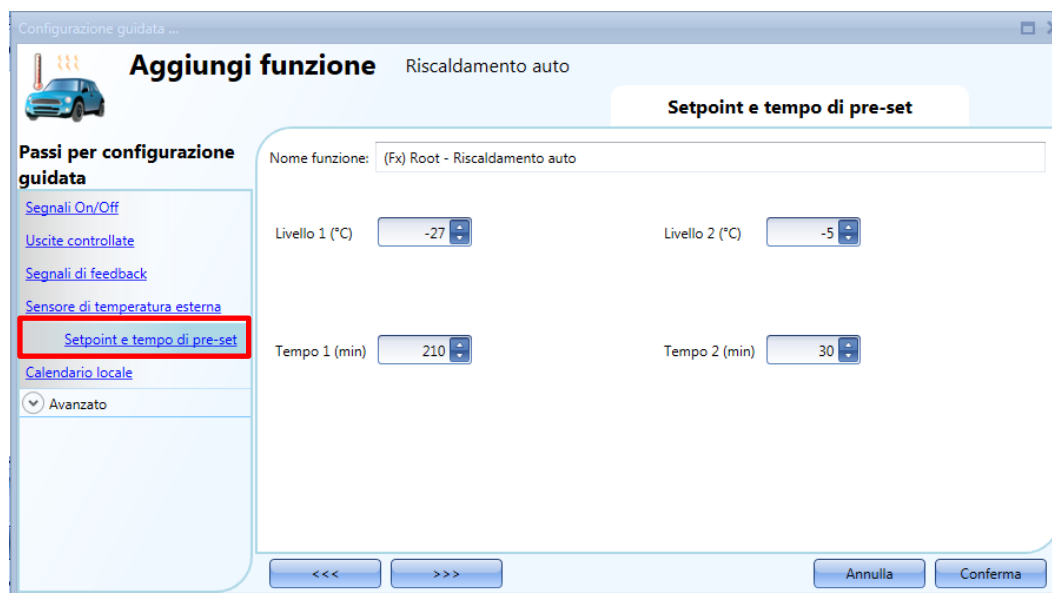 Configurazione guidata ...
Aggiungi funzione Riscaldamento auto
Setpoint e tempo di pre-set
Passi per configurazione
guidata
Segnali On/Off
Uscite controllate
Segnali di feedback
Sensore di temperatura esterna
Setpoint e tempo di pre-set
Calendario locale
Avanzato
Nome funzione: (Fx) Root - Riscaldamento auto
Livello 1 (°C) -27 Livello 2 (°C) -5
Tempo 1 (min) 210 Tempo 2 (min) 30
<<< >>> Annulla Conferma